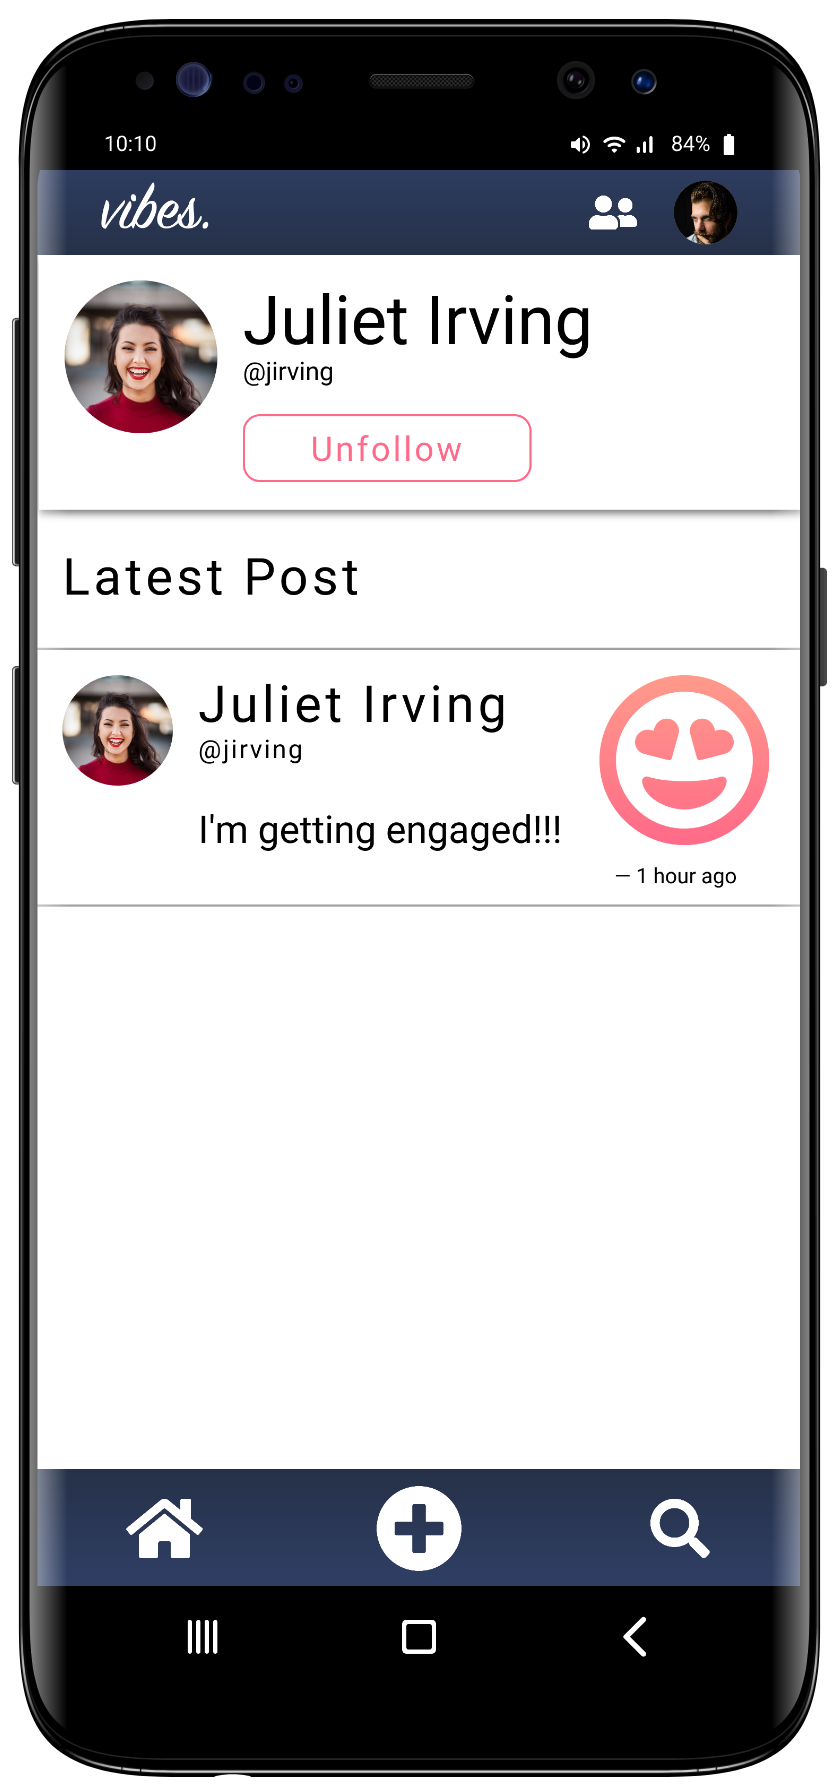 10:10
84%
vibes.
Juliet Irving
@jirving
Unfollow
Latest Post
Juliet Irving
@jirving
I'm getting engaged!!!
– 1 hour ago